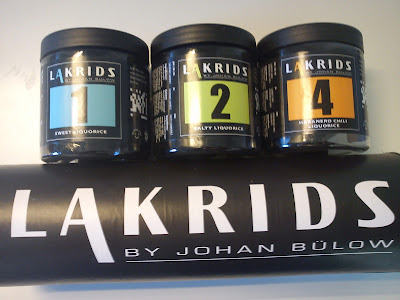 LAKRIDS
BY JOHAN BÜLOW
1
SWEET LIQUORICE
LAKRIDS
BY JOHAN BÜLOW
2
SALTY LIQUORICE
LAKRIDS
BY JOHAN BÜLOW
4
HABANERO CHILI
LIQUORICE
LAKRIDS
BY JOHAN BÜLOW